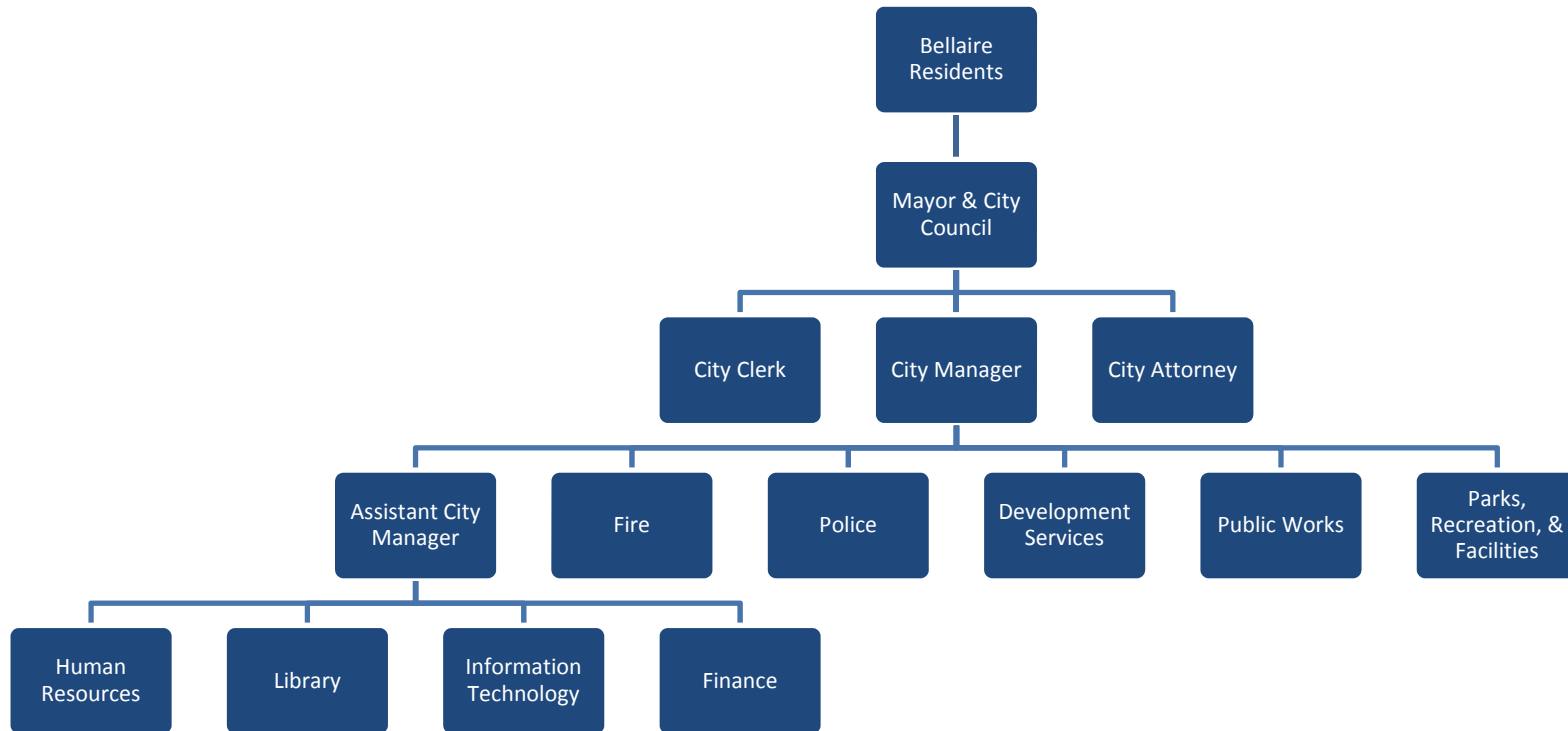 Bellaire
Residents
Mayor & City
Council
City Clerk
City Manager
City Attorney
Assistant City
Manager
Fire
Police
Development
Services
Public Works
Parks,
Recreation, &
Facilities
Human
Resources
Library
Information
Technology
Finance